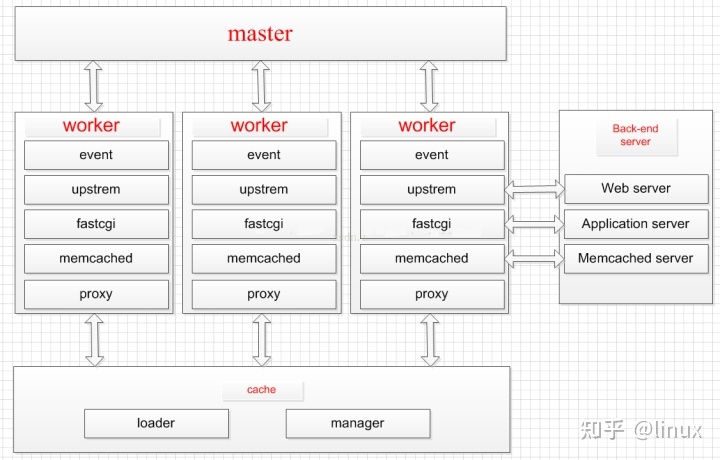 master
worker
event
upstrem
fastcgi
memcached
proxy
worker
event
upstrem
fastcgi
memcached
proxy
worker
event
upstrem
fastcgi
memcached
proxy
Back-end
server
Web server
Application server
Memcached server
cache
loader
manager
知乎 @linux